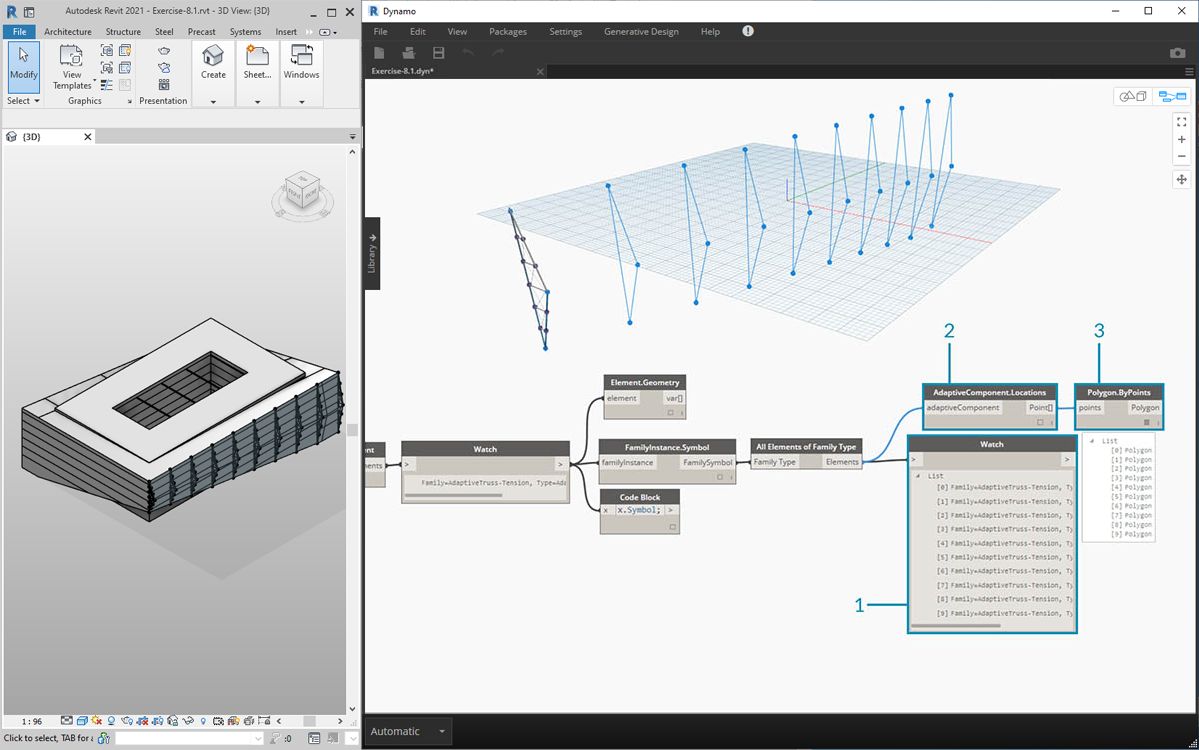 Autodesk Revit 2021 - Exercise-8.1.rvt - 3D View: {3D}
File Architecture Structure Steel Precast Systems Insert
Modify
View
Templates
Create
Sheet...
Windows
Select
Graphics
Presentation
{3D}
TOP
1 : 96
Click to select, TAB for a
:0
Dynamo
File Edit View Packages Settings Generative Design Help
Exercise-8.1.dyn*
Library
2
3
Element.Geometry
element var[]
AdaptiveComponent.Locations
adaptiveComponent Point[]
Polygon.ByPoints
points Polygon
List
[0] Polygon
[1] Polygon
[2] Polygon
[3] Polygon
[4] Polygon
[5] Polygon
[6] Polygon
[7] Polygon
[8] Polygon
[9] Polygon
ent
ments
Watch
> >
Family=AdaptiveTruss-Tension, Type=Ada
FamilyInstance.Symbol
familyInstance FamilySymbol
All Elements of Family Type
Family Type Elements
Code Block
x x.Symbol; >
Watch
> >
List
[0] Family=AdaptiveTruss-Tension, Ty
[1] Family=AdaptiveTruss-Tension, Ty
[2] Family=AdaptiveTruss-Tension, Ty
[3] Family=AdaptiveTruss-Tension, Ty
[4] Family=AdaptiveTruss-Tension, Ty
[5] Family=AdaptiveTruss-Tension, Ty
[6] Family=AdaptiveTruss-Tension, Ty
[7] Family=AdaptiveTruss-Tension, Ty
[8] Family=AdaptiveTruss-Tension, Ty
[9] Family=AdaptiveTruss-Tension, Ty
1
Automatic